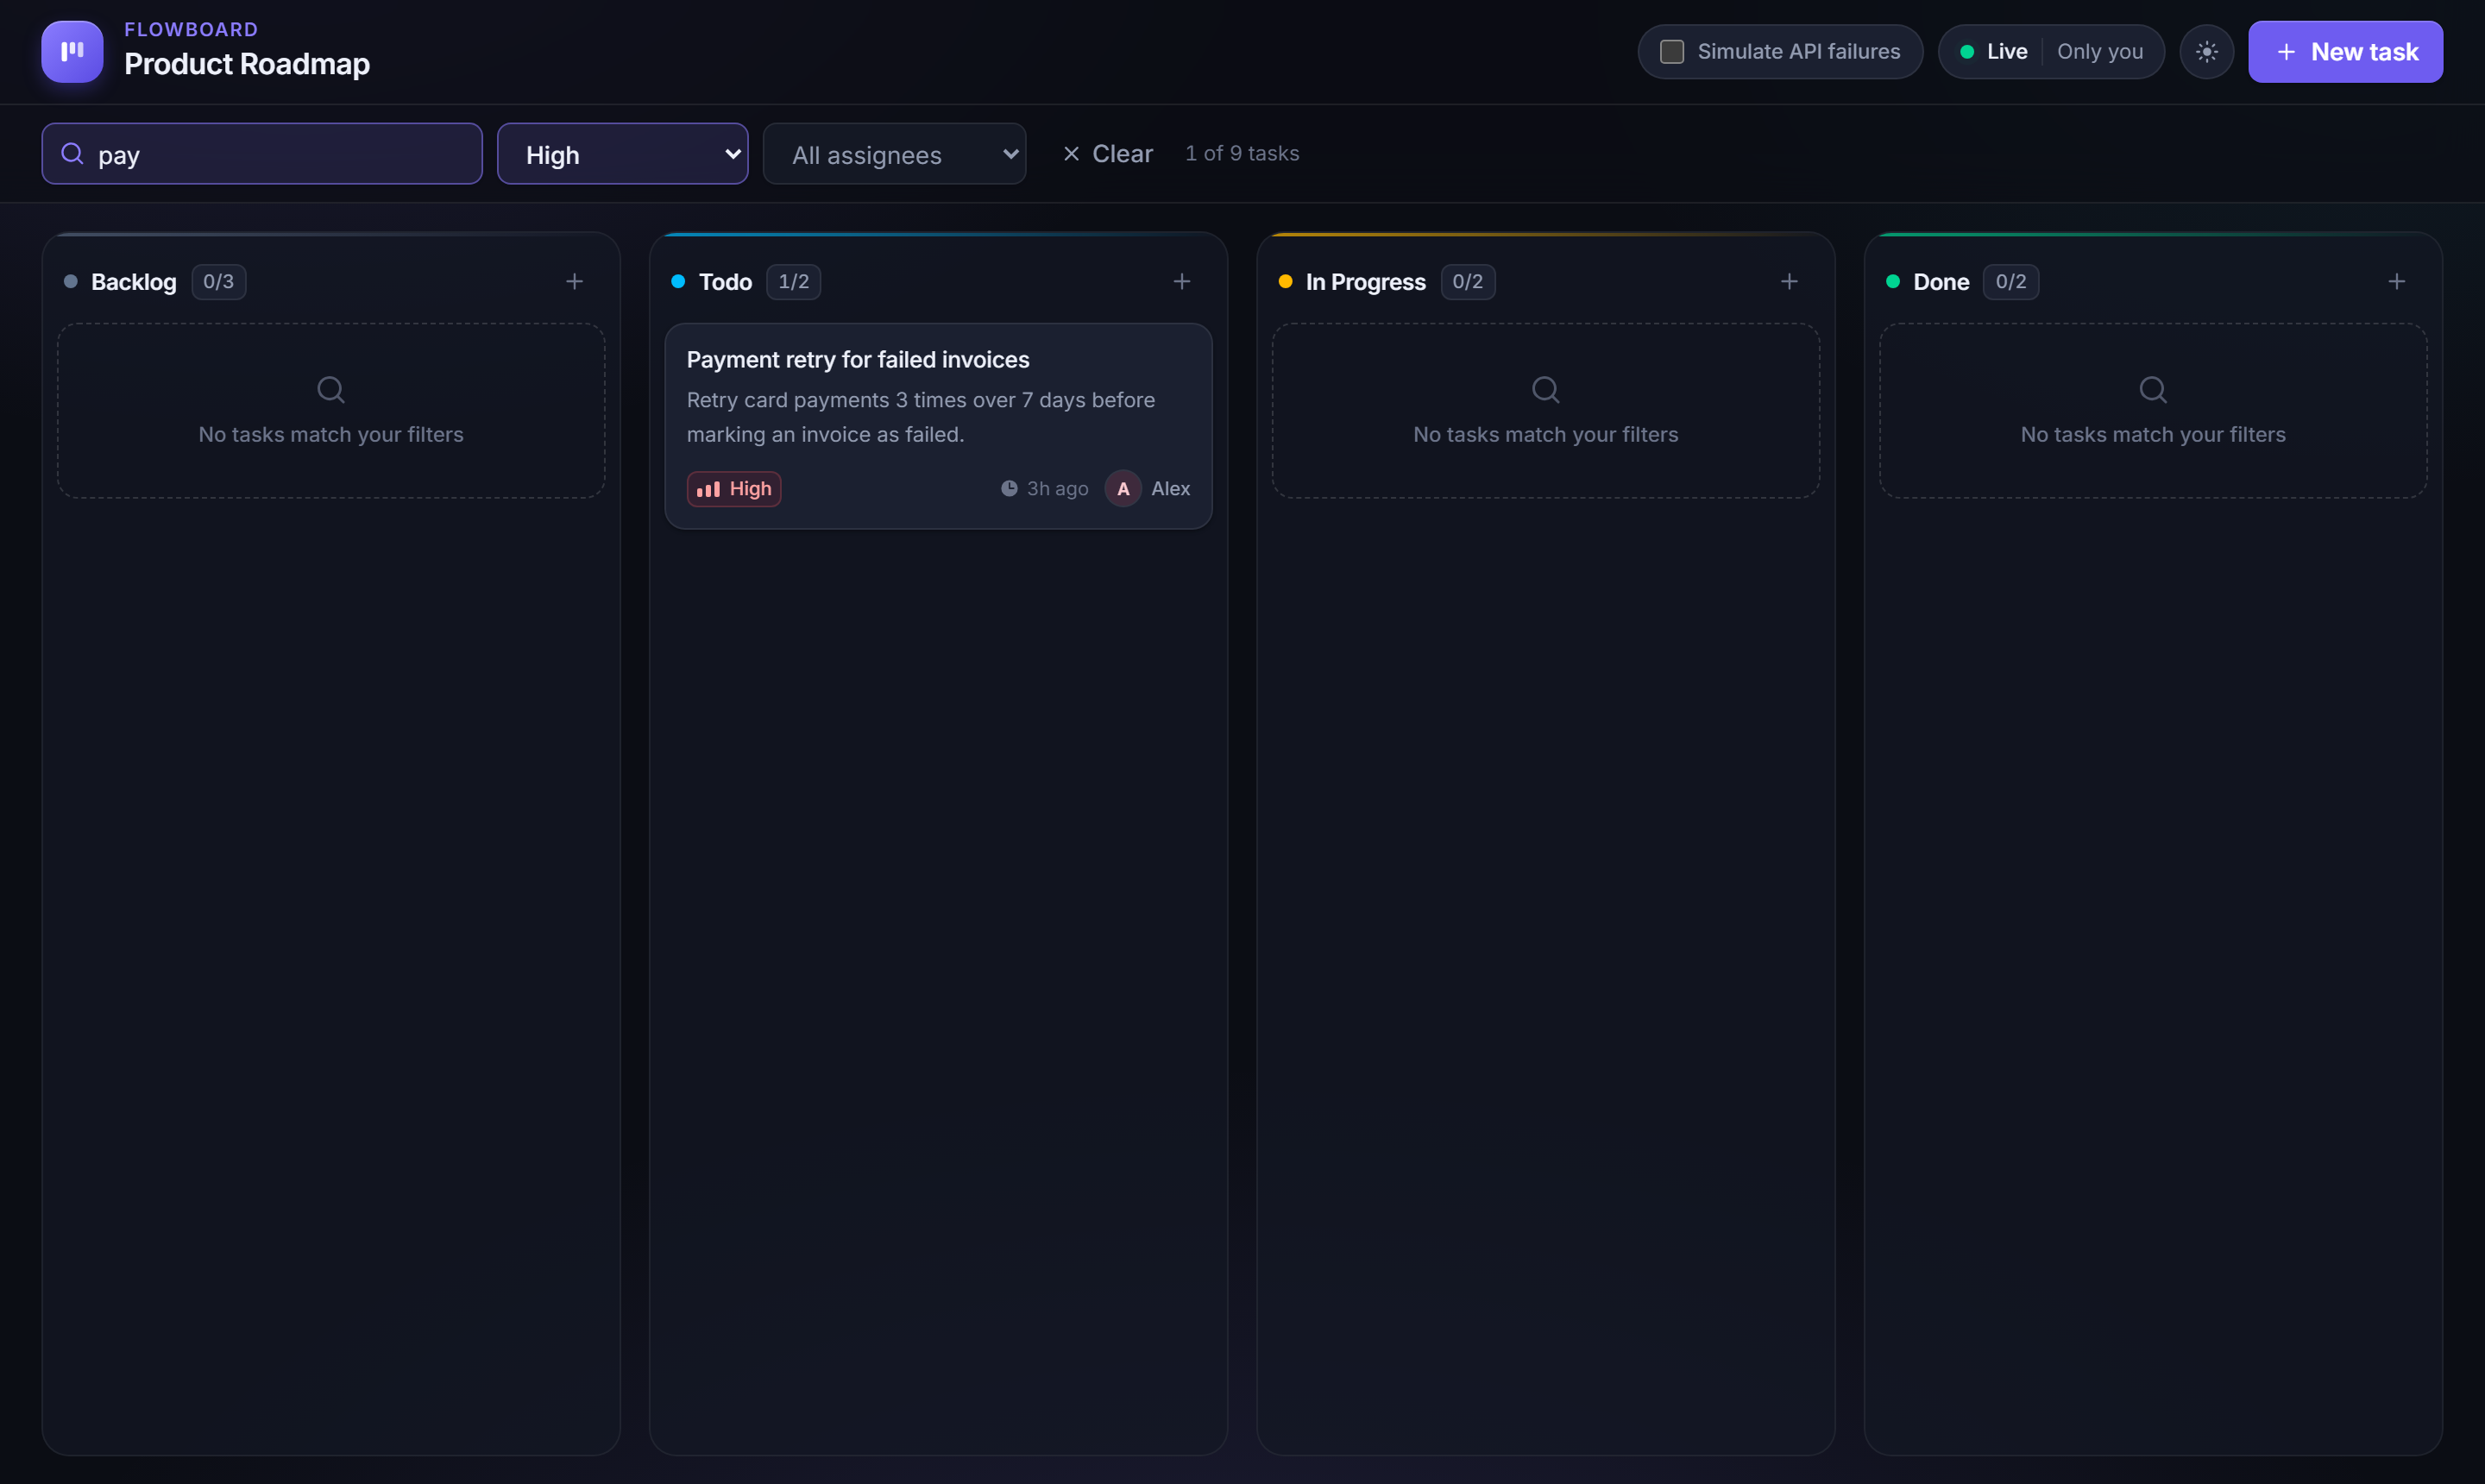 FLOWBOARD
Product Roadmap
Simulate API failures
Live
Only you
New task
pay
High
All assignees
Clear
1 of 9 tasks
Backlog
0/3
No tasks match your filters
Todo
1/2
Payment retry for failed invoices
Retry card payments 3 times over 7 days before
marking an invoice as failed.
High
3h ago
A
Alex
In Progress
0/2
No tasks match your filters
Done
0/2
No tasks match your filters